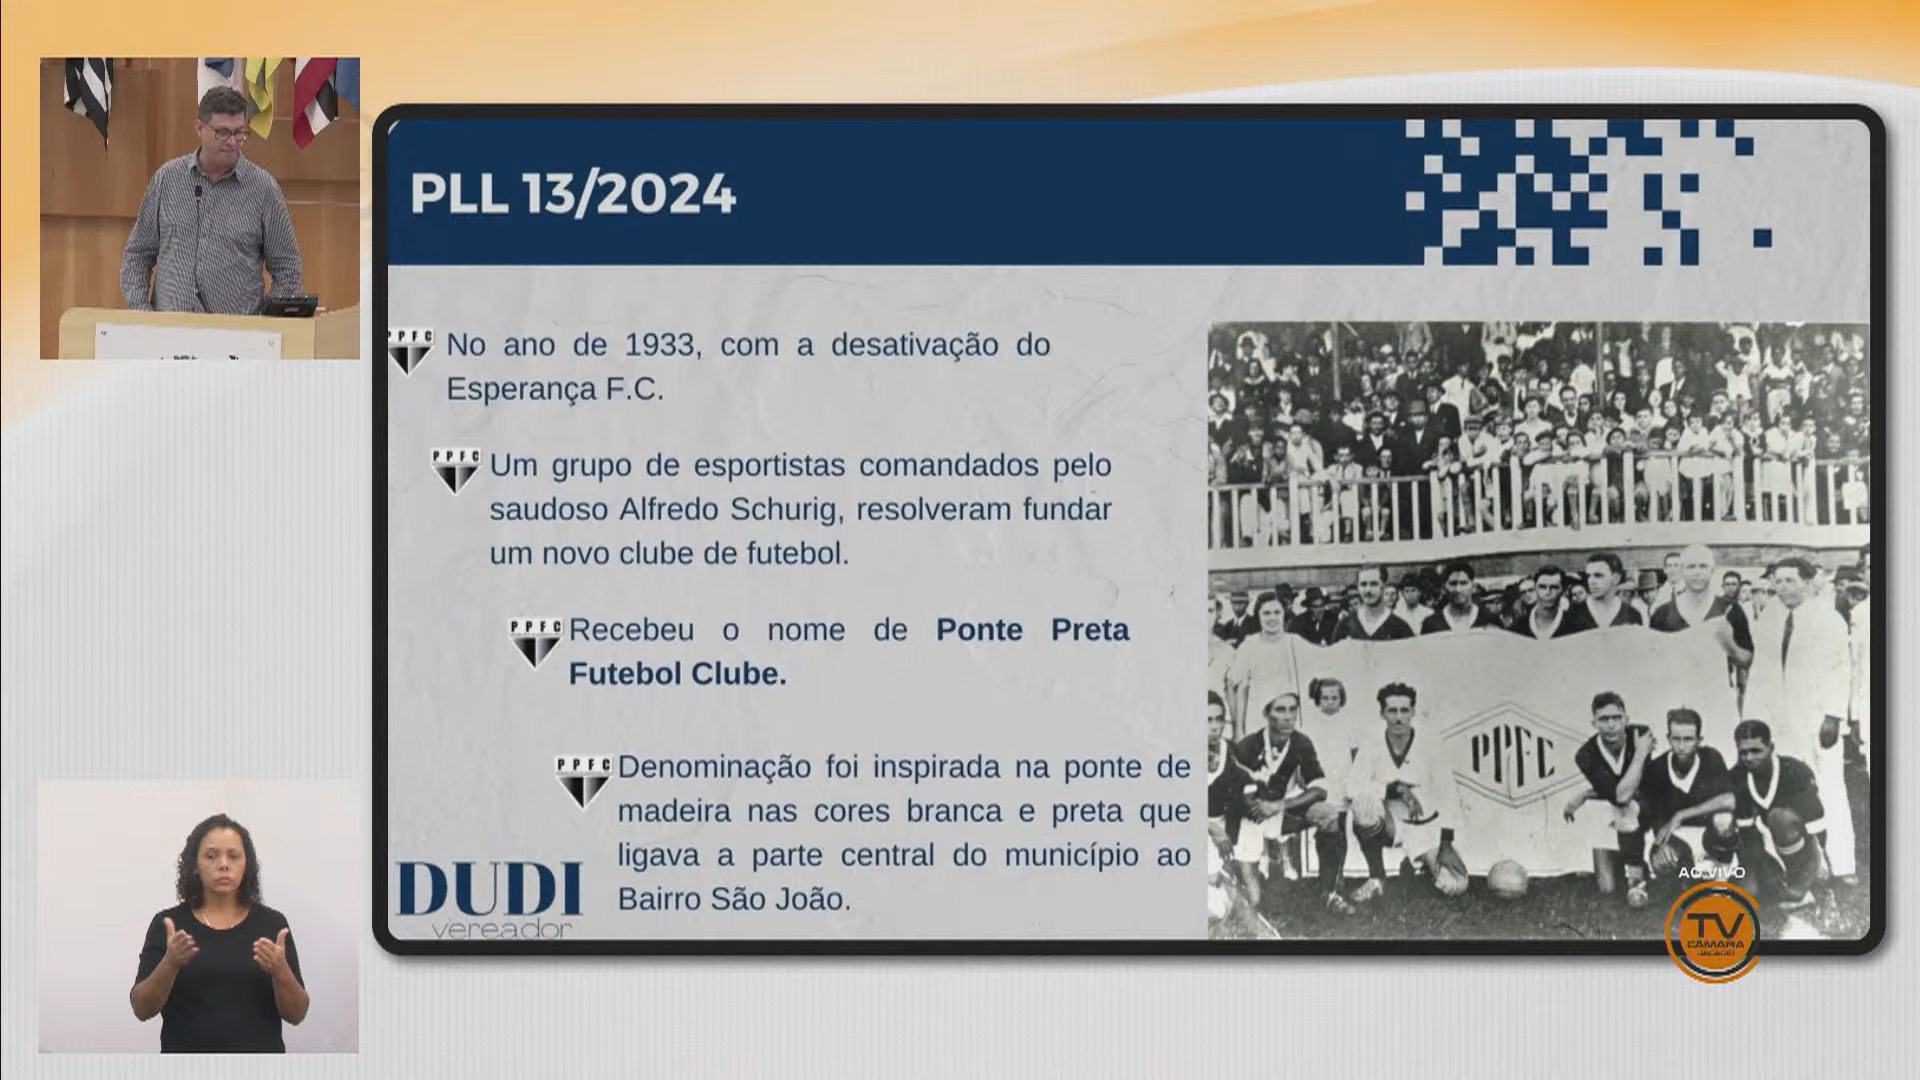 PLL 13/2024
PPFC
No ano de 1933, com a desativação do
Esperança F.C.
PPFC
Um grupo de esportistas comandados pelo
saudoso Alfredo Schurig, resolveram fundar
um novo clube de futebol.
PPFC
Recebeu o nome de Ponte Preta
Futebol Clube.
PPFC
Denominação foi inspirada na ponte de
madeira nas cores branca e preta que
ligava a parte central do município ao
Bairro São João.
DUDI
vereador
PPFC
AO VIVO
TV
CÂMARA
JACAREÍ